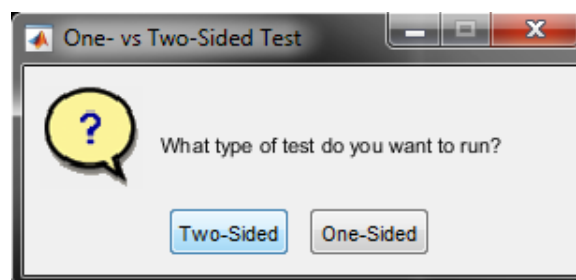 One- vs Two-Sided Test
?
What type of test do you want to run?
Two-Sided One-Sided